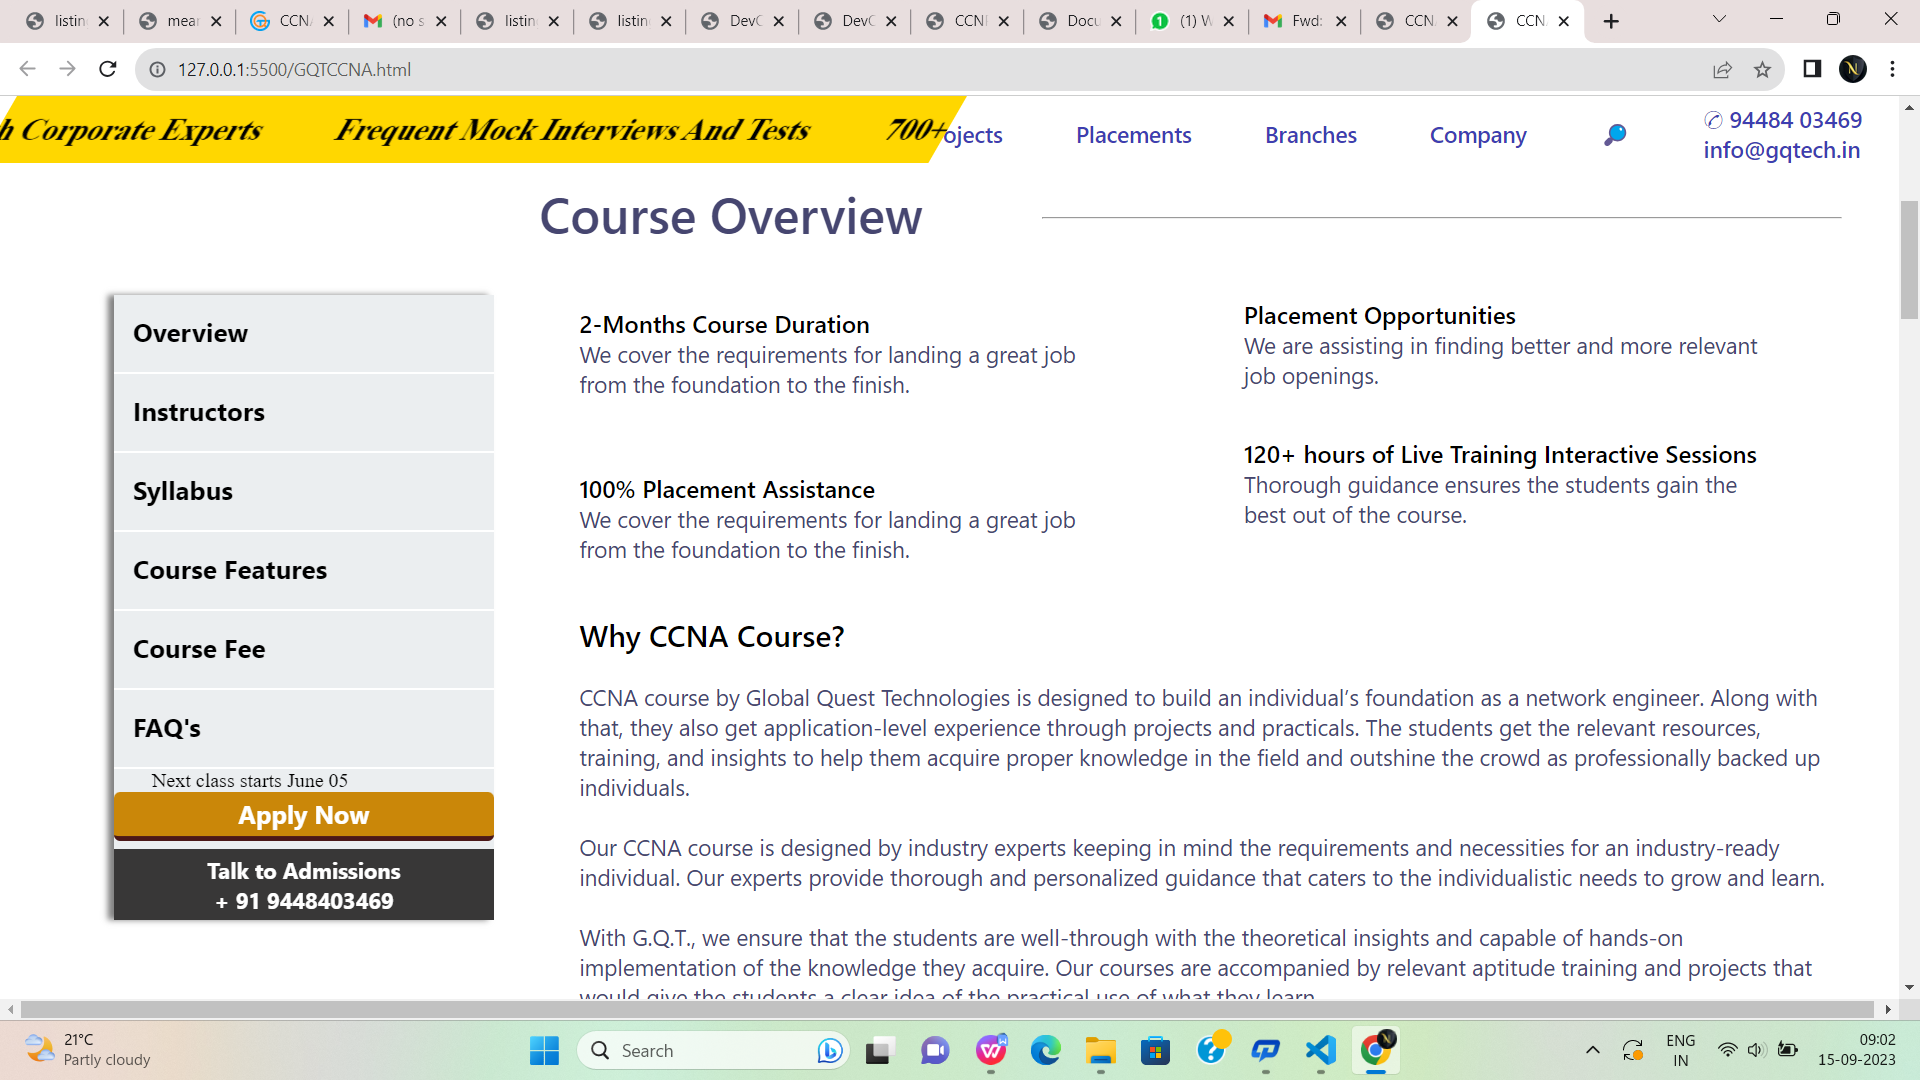 listin
mear
CCN
(no s
listin
listin
DevC
DevC
CCN
Docu
(1) W
Fwd:
CCN
CCN
127.0.0.1:5500/GQTCCNA.html
h Corporate Experts
Frequent Mock Interviews And Tests
700+
ojects
Placements
Branches
Company
94484 03469
info@gqtech.in
Course Overview
Overview
Instructors
Syllabus
Course Features
Course Fee
FAQ's
Next class starts June 05
Apply Now
Talk to Admissions
+ 91 9448403469
2-Months Course Duration
We cover the requirements for landing a great job
from the foundation to the finish.
100% Placement Assistance
We cover the requirements for landing a great job
from the foundation to the finish.
Placement Opportunities
We are assisting in finding better and more relevant
job openings.
120+ hours of Live Training Interactive Sessions
Thorough guidance ensures the students gain the
best out of the course.
Why CCNA Course?
CCNA course by Global Quest Technologies is designed to build an individual’s foundation as a network engineer. Along with
that, they also get application-level experience through projects and practicals. The students get the relevant resources,
training, and insights to help them acquire proper knowledge in the field and outshine the crowd as professionally backed up
individuals.
Our CCNA course is designed by industry experts keeping in mind the requirements and necessities for an industry-ready
individual. Our experts provide thorough and personalized guidance that caters to the individualistic needs to grow and learn.
With G.Q.T., we ensure that the students are well-through with the theoretical insights and capable of hands-on
implementation of the knowledge they acquire. Our courses are accompanied by relevant aptitude training and projects that
would give the students a clear idea of the practical use of what they learn.
21°C
Partly cloudy
Search
ENG
IN
09:02
15-09-2023